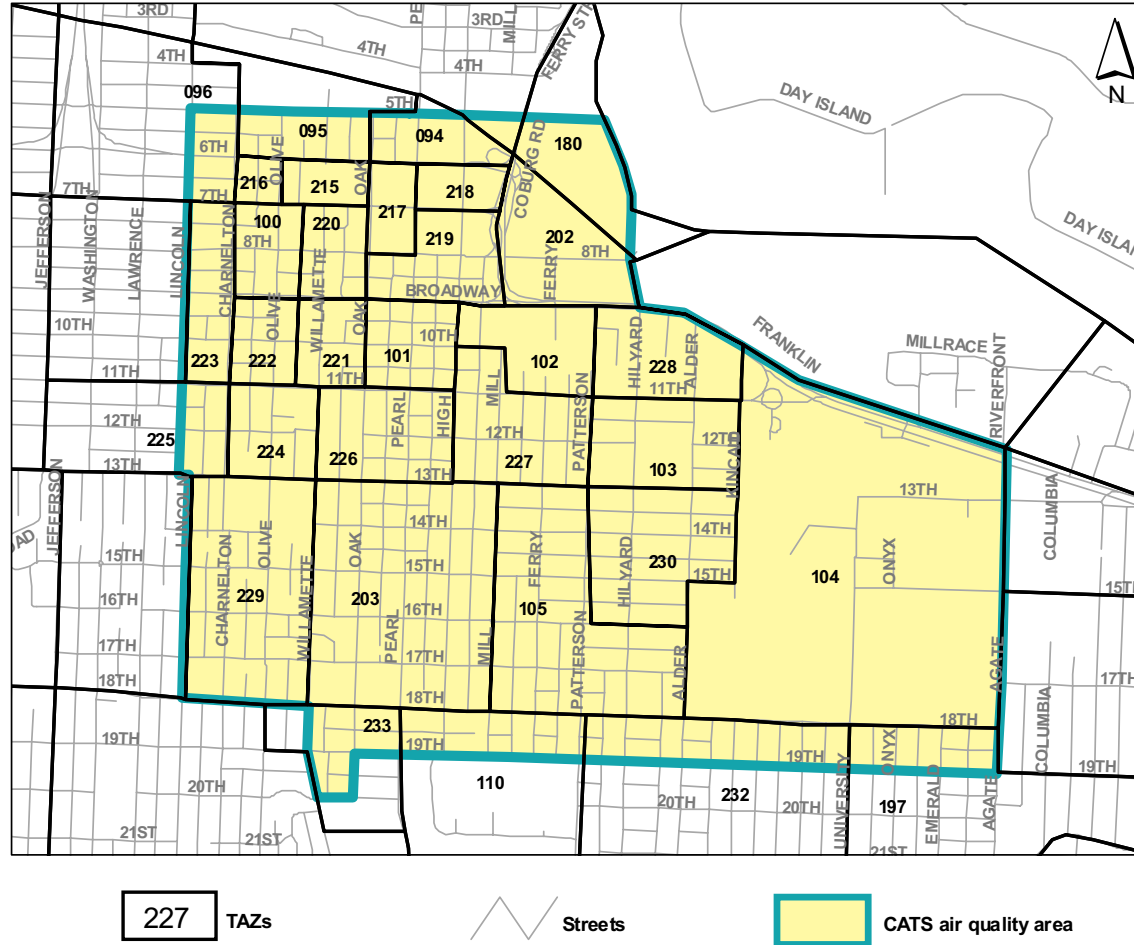 3RD
PE
MILL
3RD
FERRY ST
4TH
4TH
4TH
N
DAY ISLAND
096
5TH
095
094
180
COBURG RD
6TH
OLIVE
OAK
216
215
218
7TH
7TH
217
DAY ISLAN
JEFFERSON
WASHINGTON
LAWRENCE
LINCOLN
CHARNELTON
100
220
219
202
8TH
8TH
WILLAMETTE
FERRY
BROADWAY
10TH
OLIVE
OAK
10TH
HILYARD
ALDER
FRANKLIN
MILLRACE
RIVERFRONT
223
222
221
101
102
228
11TH
11TH
11TH
MILL
PATTERSON
12TH
PEARL
HIGH
12TH
12TH
KINCAID
225
224
226
227
103
13TH
13TH
13TH
JEFFERSON
LINCOLN
COLUMBIA
OAD
14TH
14TH
CHARNELTON
OLIVE
WILLAMETTE
OAK
FERRY
HILYARD
ONYX
15TH
15TH
230
15TH
104
15TH
16TH
229
203
16TH
105
PEARL
MILL
PATTERSON
ALDER
AGATE
17TH
17TH
17TH
18TH
18TH
18TH
COLUMBIA
233
19TH
19TH
19TH
19TH
UNIVERSITY
ONYX
EMERALD
AGATE
20TH
110
20TH
232
20TH
197
21ST
21ST
21ST
227 TAZs
Streets
CATS air quality area